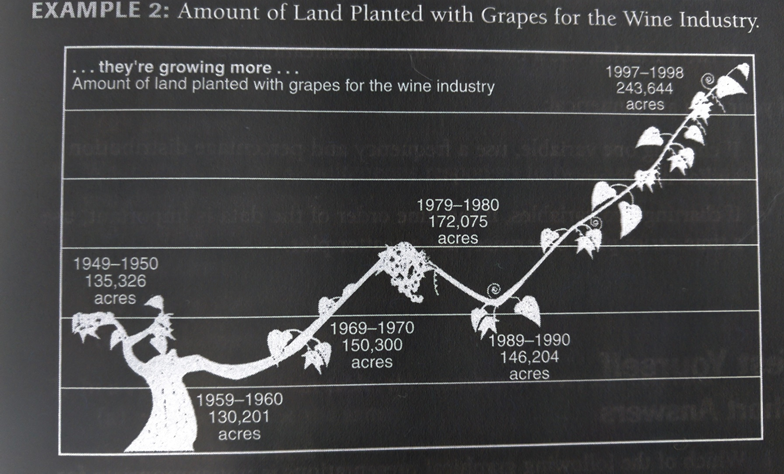 EXAMPLE 2: Amount of Land Planted with Grapes for the Wine Industry.
. . . they're growing more . . .
Amount of land planted with grapes for the wine industry
1997–1998
243,644
acres
1979–1980
172,075
acres
1949–1950
135,326
acres
1969–1970
150,300
acres
1989–1990
146,204
acres
1959–1960
130,201
acres